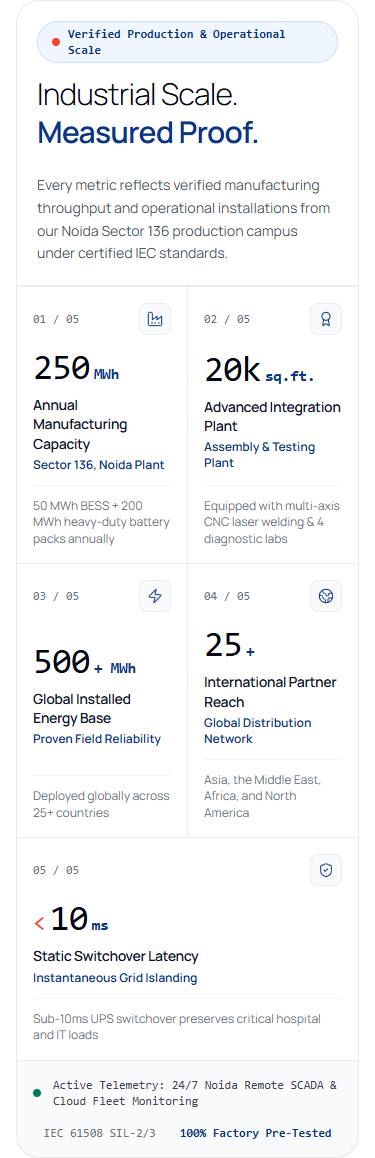 Verified Production & Operational
Scale
Industrial Scale.
Measured Proof.
Every metric reflects verified manufacturing
throughput and operational installations from
our Noida Sector 136 production campus
under certified IEC standards.
01 / 05
250 MWh
Annual
Manufacturing
Capacity
Sector 136, Noida Plant
50 MWh BESS + 200
MWh heavy-duty battery
packs annually
02 / 05
20k sq.ft.
Advanced Integration
Plant
Assembly & Testing
Plant
Equipped with multi-axis
CNC laser welding & 4
diagnostic labs
03 / 05
500 + MWh
Global Installed
Energy Base
Proven Field Reliability
Deployed globally across
25+ countries
04 / 05
25 +
International Partner
Reach
Global Distribution
Network
Asia, the Middle East,
Africa, and North
America
05 / 05
< 10 ms
Static Switchover Latency
Instantaneous Grid Islanding
Sub-10ms UPS switchover preserves critical hospital
and IT loads
Active Telemetry: 24/7 Noida Remote SCADA &
Cloud Fleet Monitoring
IEC 61508 SIL-2/3 100% Factory Pre-Tested